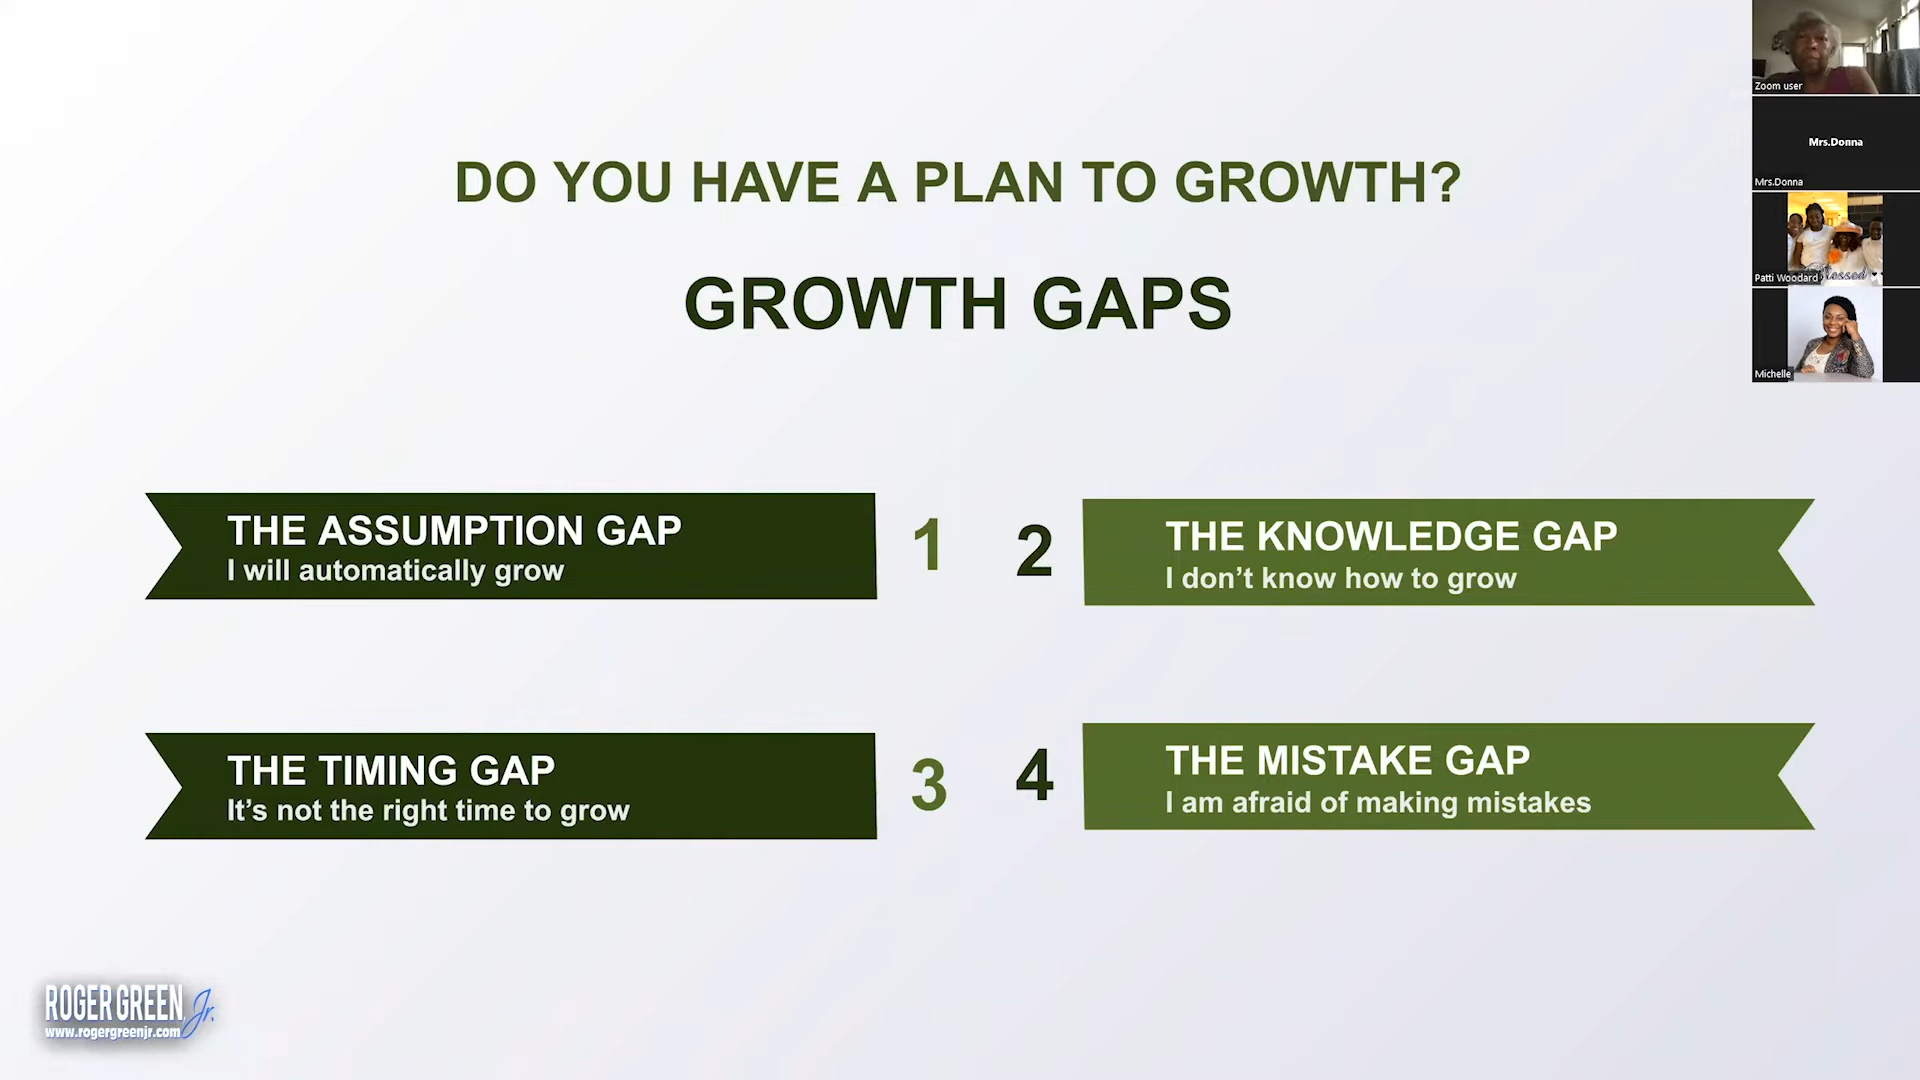 DO YOU HAVE A PLAN TO GROWTH?
GROWTH GAPS
THE ASSUMPTION GAP
I will automatically grow
1
2
THE KNOWLEDGE GAP
I don’t know how to grow
THE TIMING GAP
It’s not the right time to grow
3
4
THE MISTAKE GAP
I am afraid of making mistakes
ROGER GREEN, Jr.
www.rogergreenjr.com
Zoom user
Mrs.Donna
Mrs.Donna
Blessed
Patti Woodard
Michelle